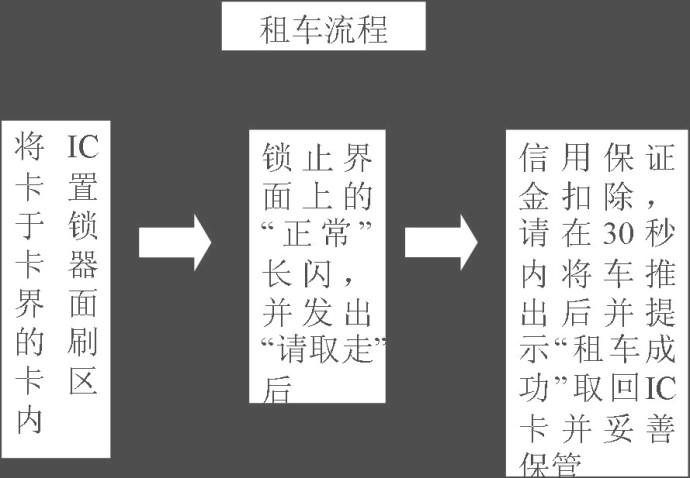 租车流程
将 IC
卡 置
于 锁
卡 器
界 面
的 刷
卡 区
内
锁止界
面上的
“正常”
长闪，
并发出
“请取走”
后
信用保证
金扣除，
请在30秒
内将车推
出后并提
示“租车成
功”取回IC
卡并妥善
保管